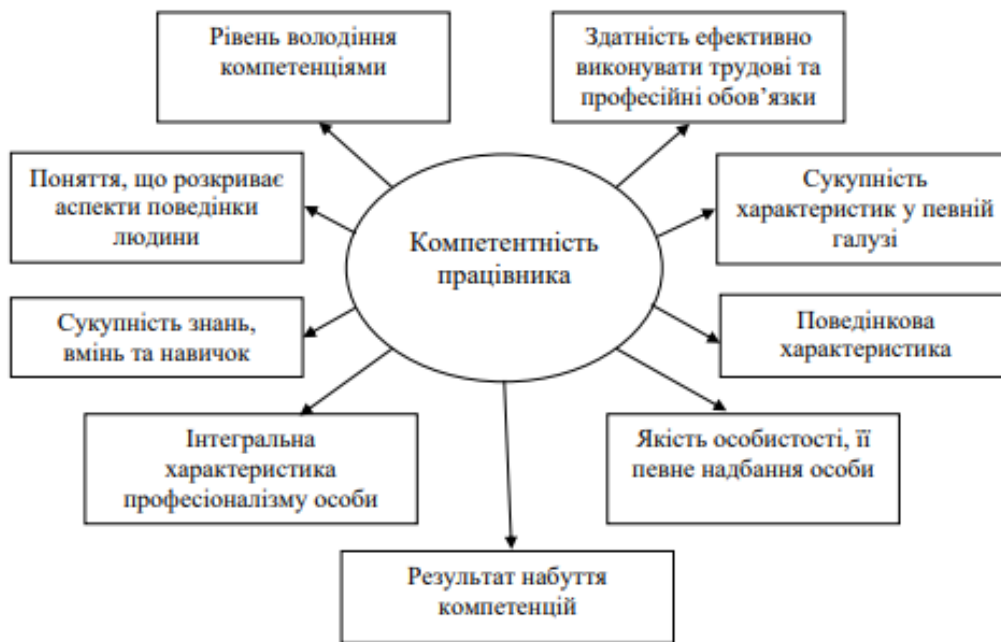 Рівень володіння
компетенціями
Здатність ефективно
виконувати трудові та
професійні обов’язки
Поняття, що розкриває
аспекти поведінки
людини
Сукупність
характеристик у певній
галузі
Компетентність
працівника
Сукупність знань,
вмінь та навичок
Поведінкова
характеристика
Інтегральна
характеристика
професіоналізму особи
Якість особистості, її
певне надбання особи
Результат набуття
компетенцій